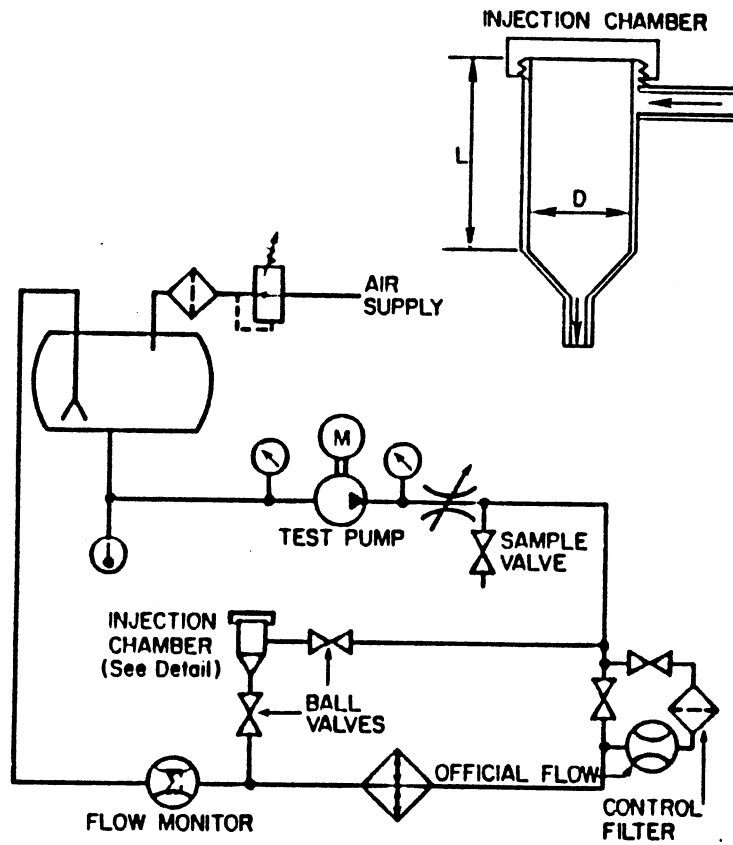 INJECTION CHAMBER
L
D
AIR
SUPPLY
M
TEST PUMP
SAMPLE
VALVE
INJECTION
CHAMBER
(See Detail)
BALL
VALVES
OFFICIAL FLOW
Σ
FLOW MONITOR
CONTROL
FILTER